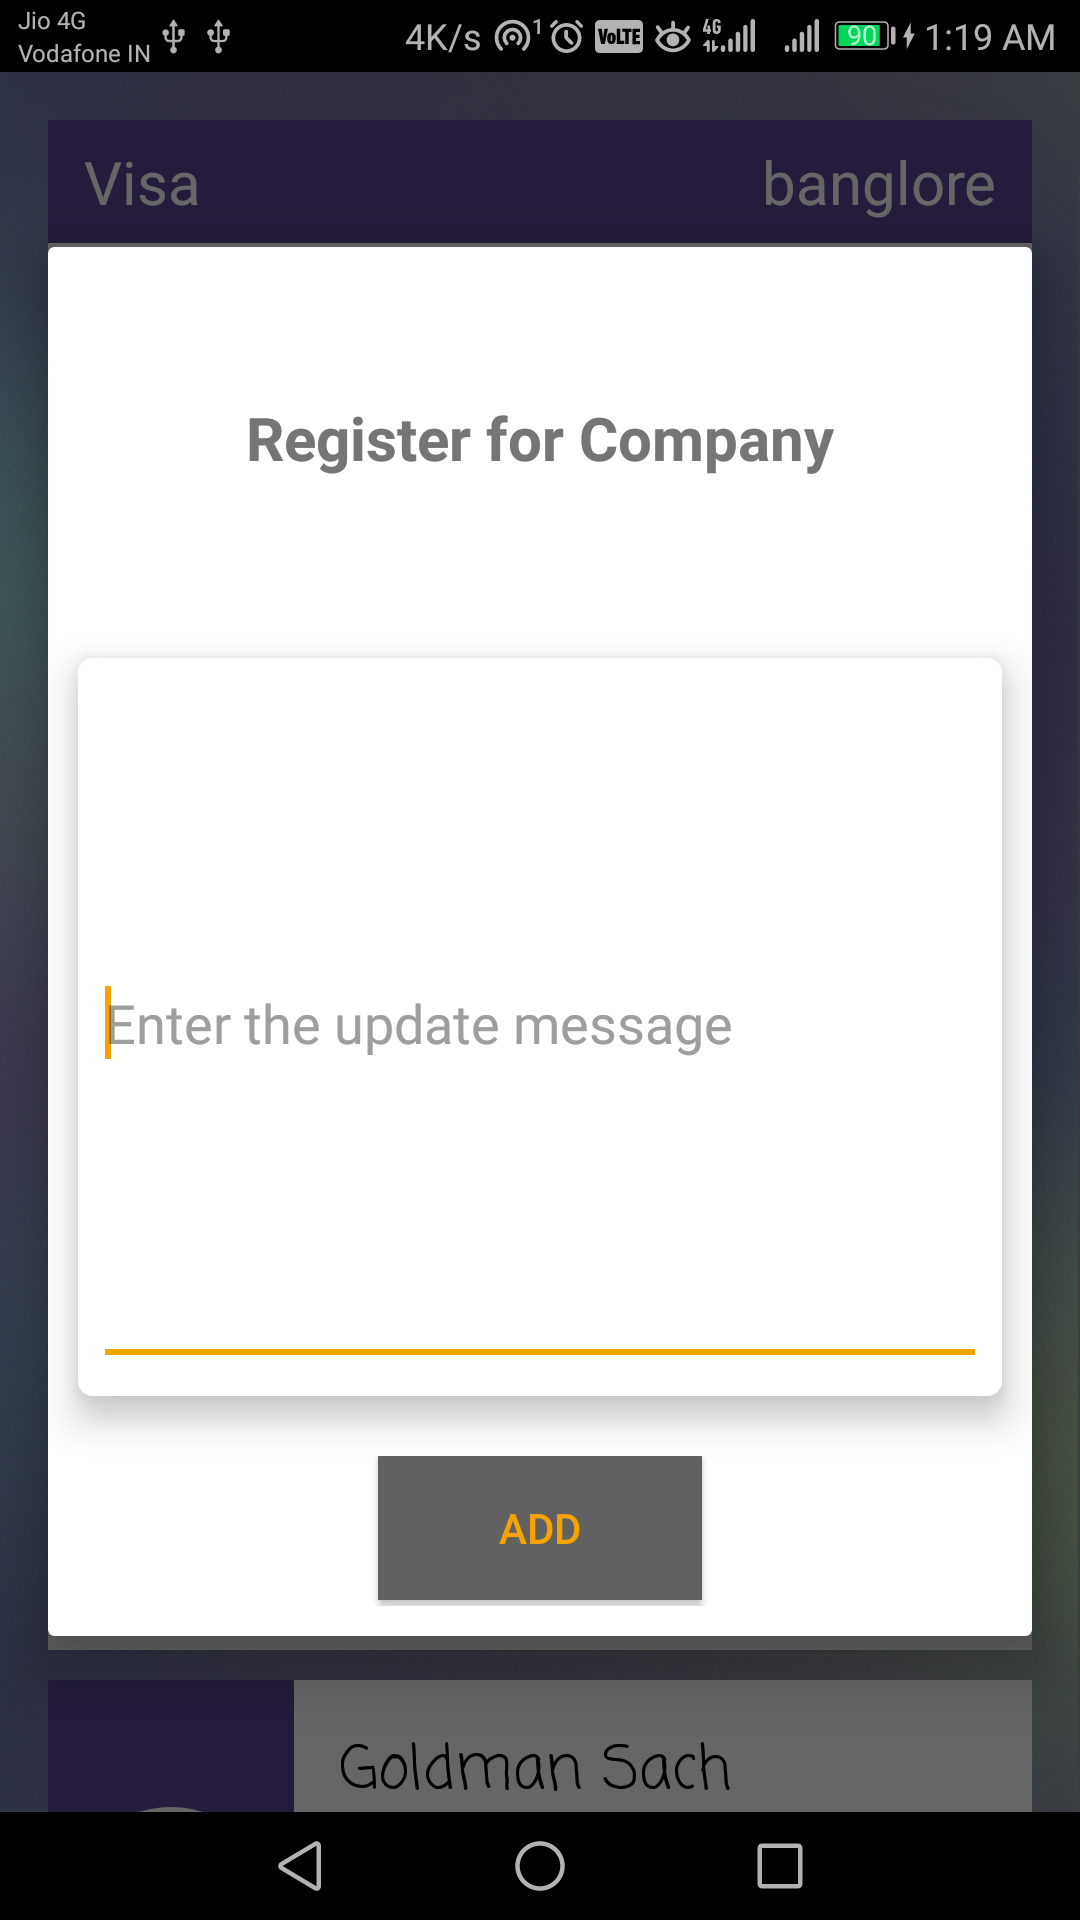 Jio 4G
Vodafone IN
4K/s 1 VoLTE 4G 90 1:19 AM
Visa banglore
Register for Company
Enter the update message
ADD
Goldman Sach